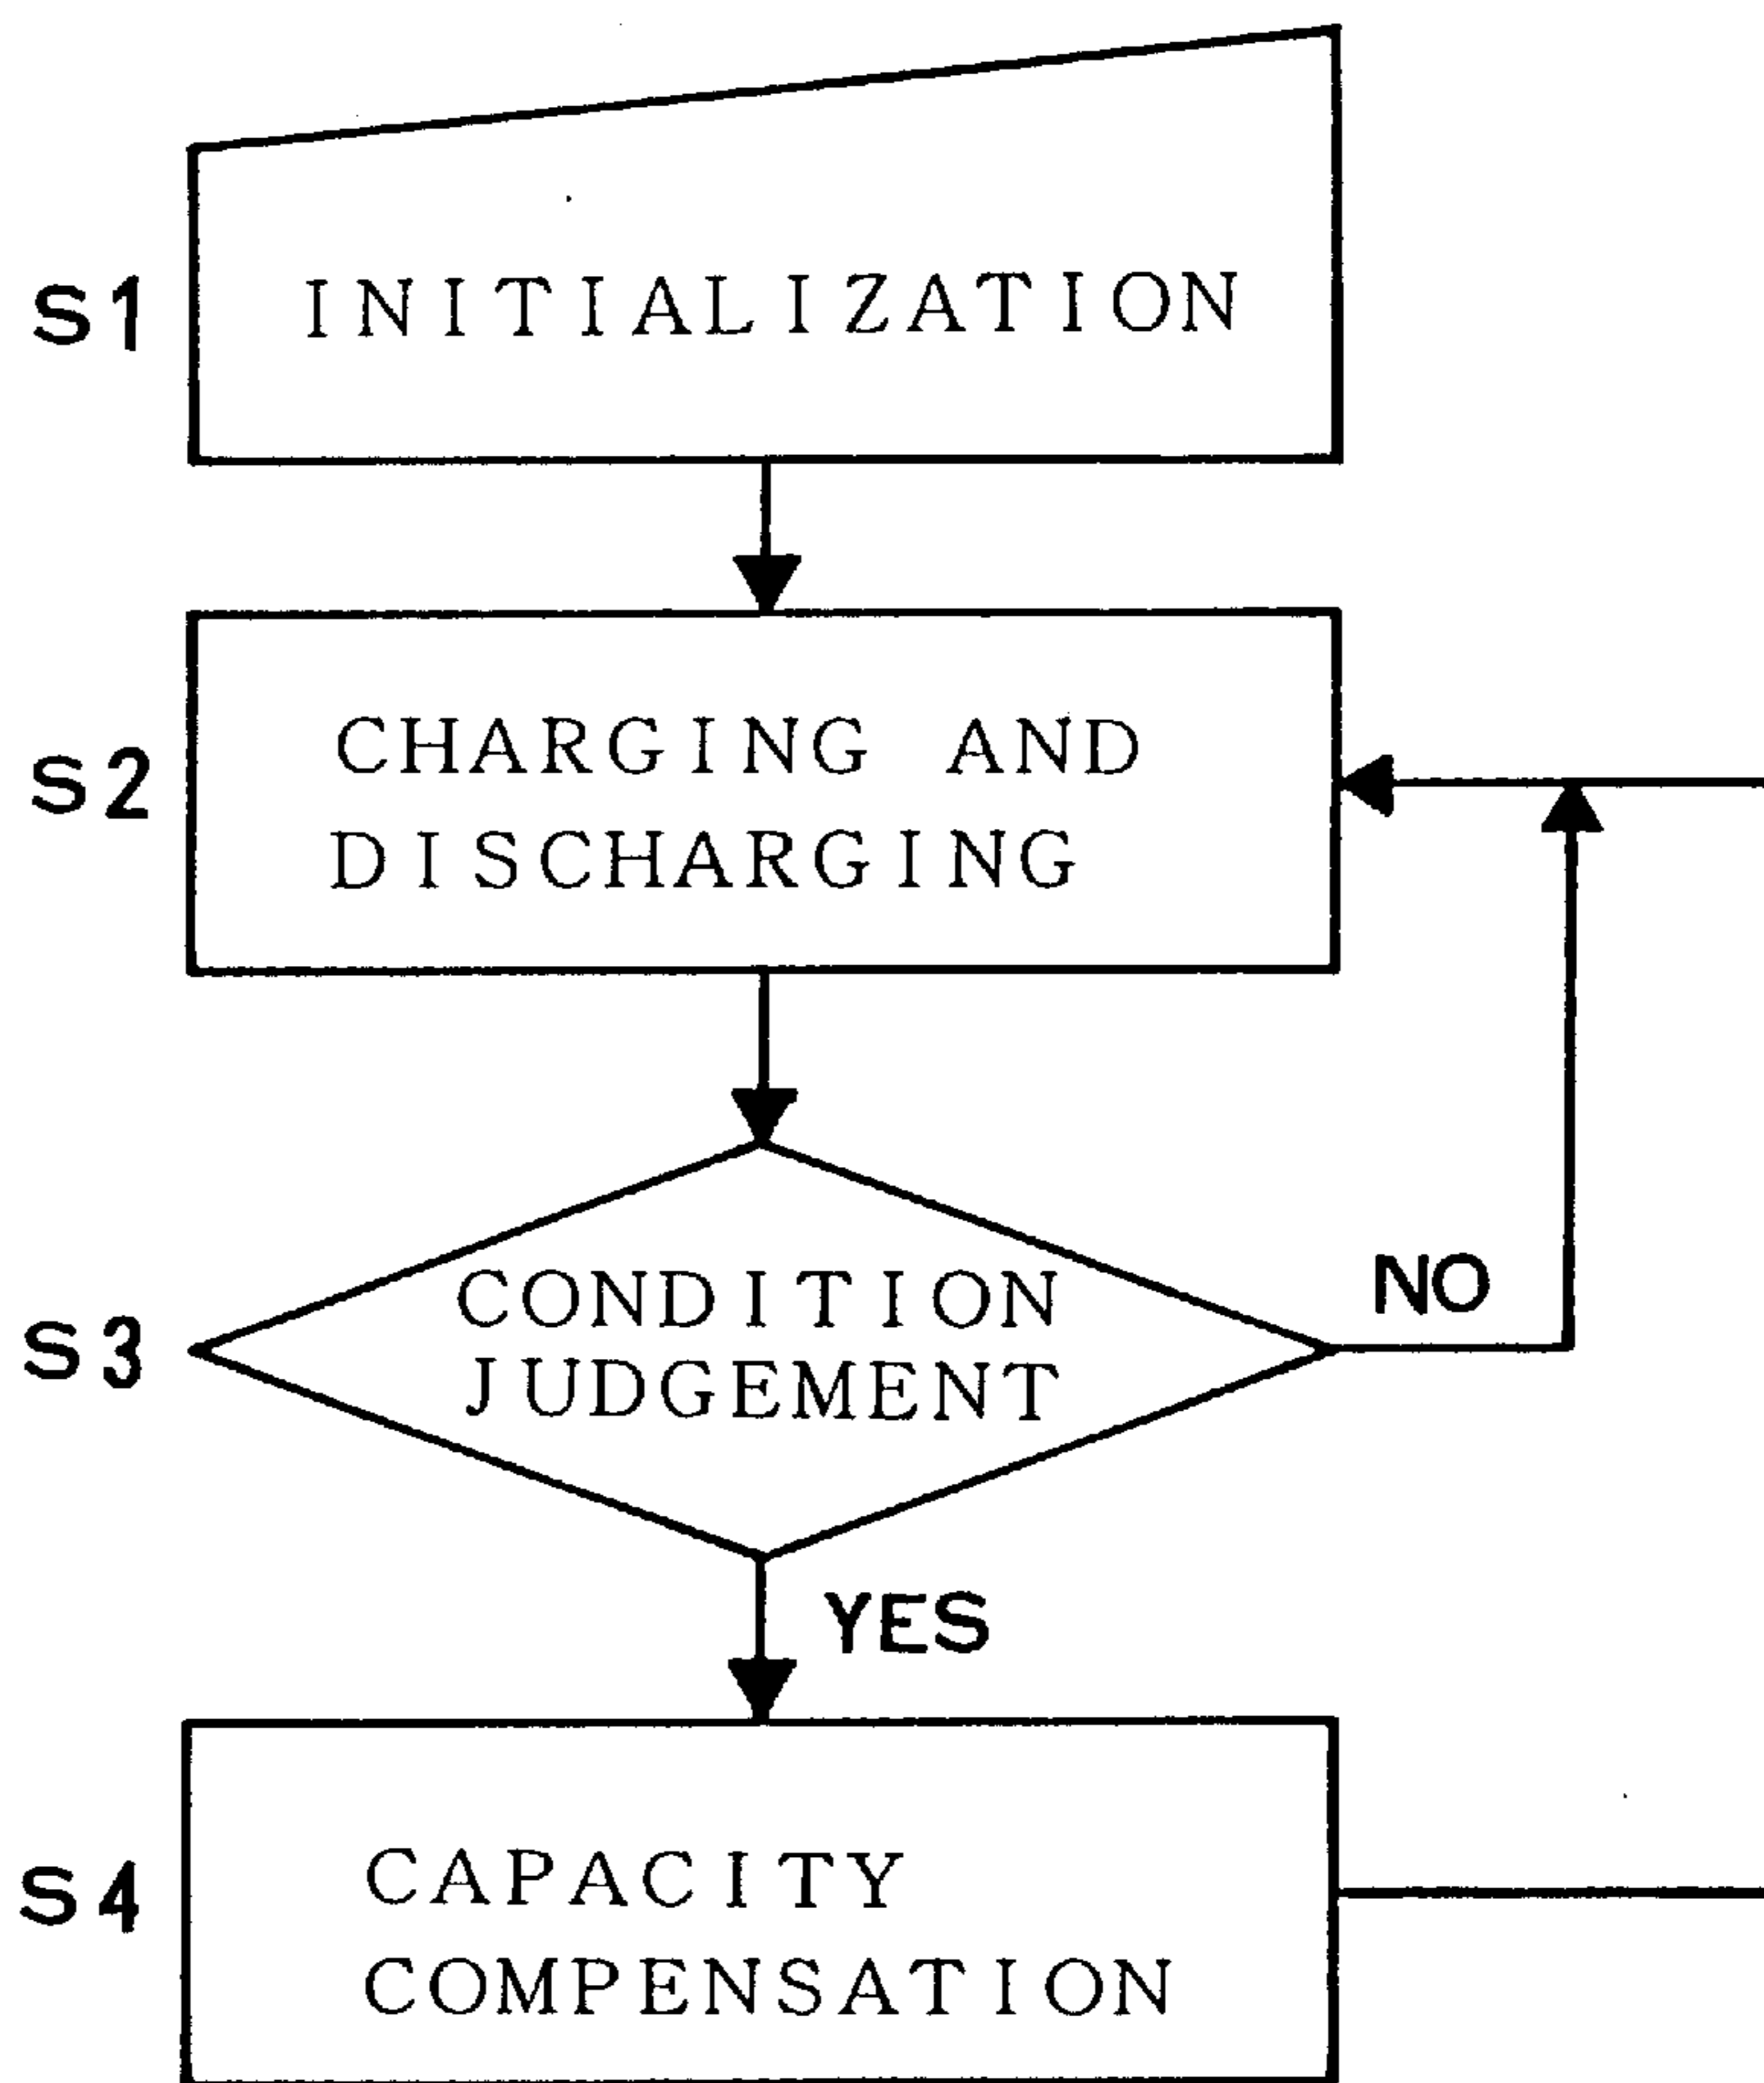 S1
INITIALIZATION
S2
CHARGING AND
DISCHARGING
S3
CONDITION
JUDGEMENT
NO
YES
S4
CAPACITY
COMPENSATION